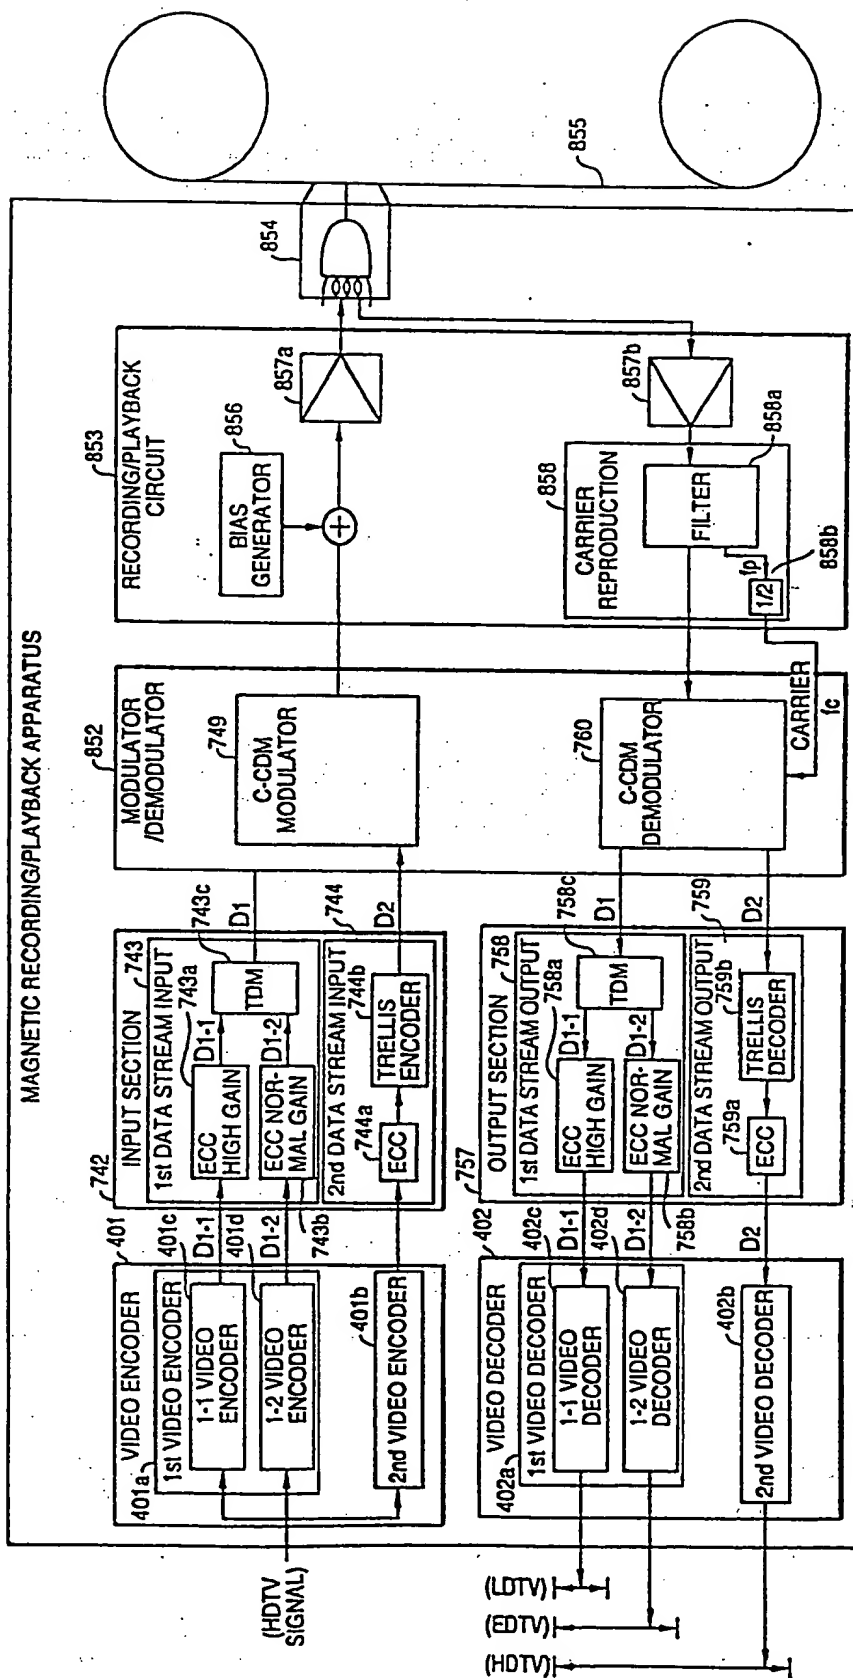 MAGNETIC RECORDING/PLAYBACK APPARATUS
(HDTV
SIGNAL)
401
VIDEO ENCODER
401a
1st VIDEO ENCODER
401c
1-1 VIDEO
ENCODER
401d
1-2 VIDEO
ENCODER
401b
2nd VIDEO ENCODER
D1-1
D1-2
742
INPUT SECTION
743
1st DATA STREAM INPUT
743a
ECC
HIGH GAIN
743b
ECC NOR-
MAL GAIN
D1-1
D1-2
743c
TDM
D1
744
2nd DATA STREAM INPUT
744a
ECC
744b
TRELLIS
ENCODER
D2
852
MODULATOR
/DEMODULATOR
749
C-CDM
MODULATOR
853
RECORDING/PLAYBACK
CIRCUIT
856
BIAS
GENERATOR
+
857a
854
855
857b
858
CARRIER
REPRODUCTION
858a
FILTER
fp
1/2
858b
CARRIER
fc
760
C-CDM
DEMODULATOR
D1
D2
757
OUTPUT SECTION
758
1st DATA STREAM OUTPUT
758c
TDM
D1-1
D1-2
758a
ECC
HIGH GAIN
ECC NOR-
MAL GAIN
758b
759
2nd DATA STREAM OUTPUT
759b
TRELLIS
DECODER
759a
ECC
D1-1
D1-2
D2
402
VIDEO DECODER
402a
1st VIDEO DECODER
402c
1-1 VIDEO
DECODER
402d
1-2 VIDEO
DECODER
402b
2nd VIDEO DECODER
(LDTV)
(EDTV)
(HDTV)